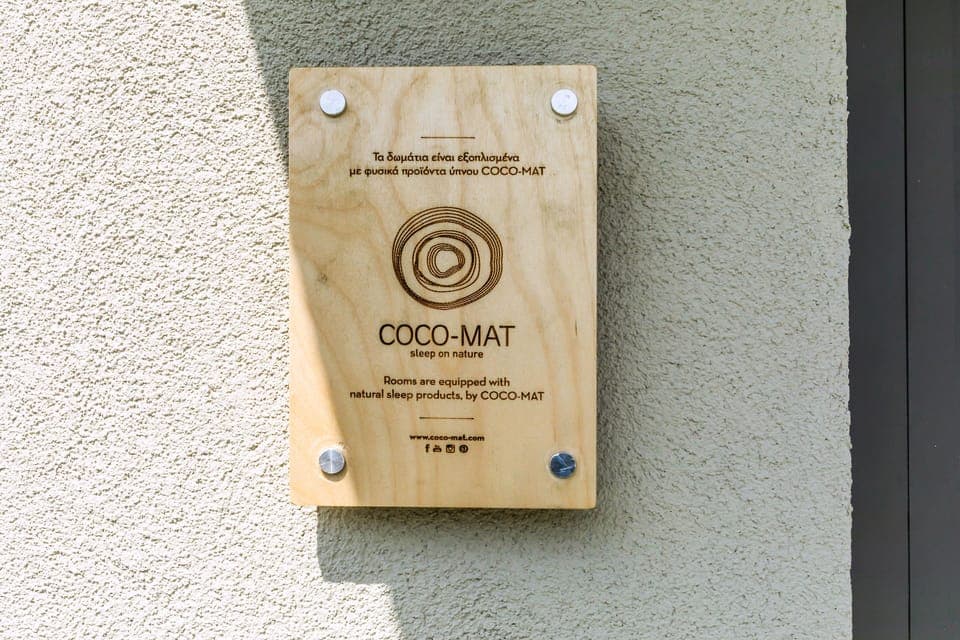 Τα δωμάτια είναι εξοπλισμένα
με φυσικά προϊόντα ύπνου COCO-MAT
COCO-MAT
sleep on nature
Rooms are equipped with
natural sleep products, by COCO-MAT
www.coco-mat.com